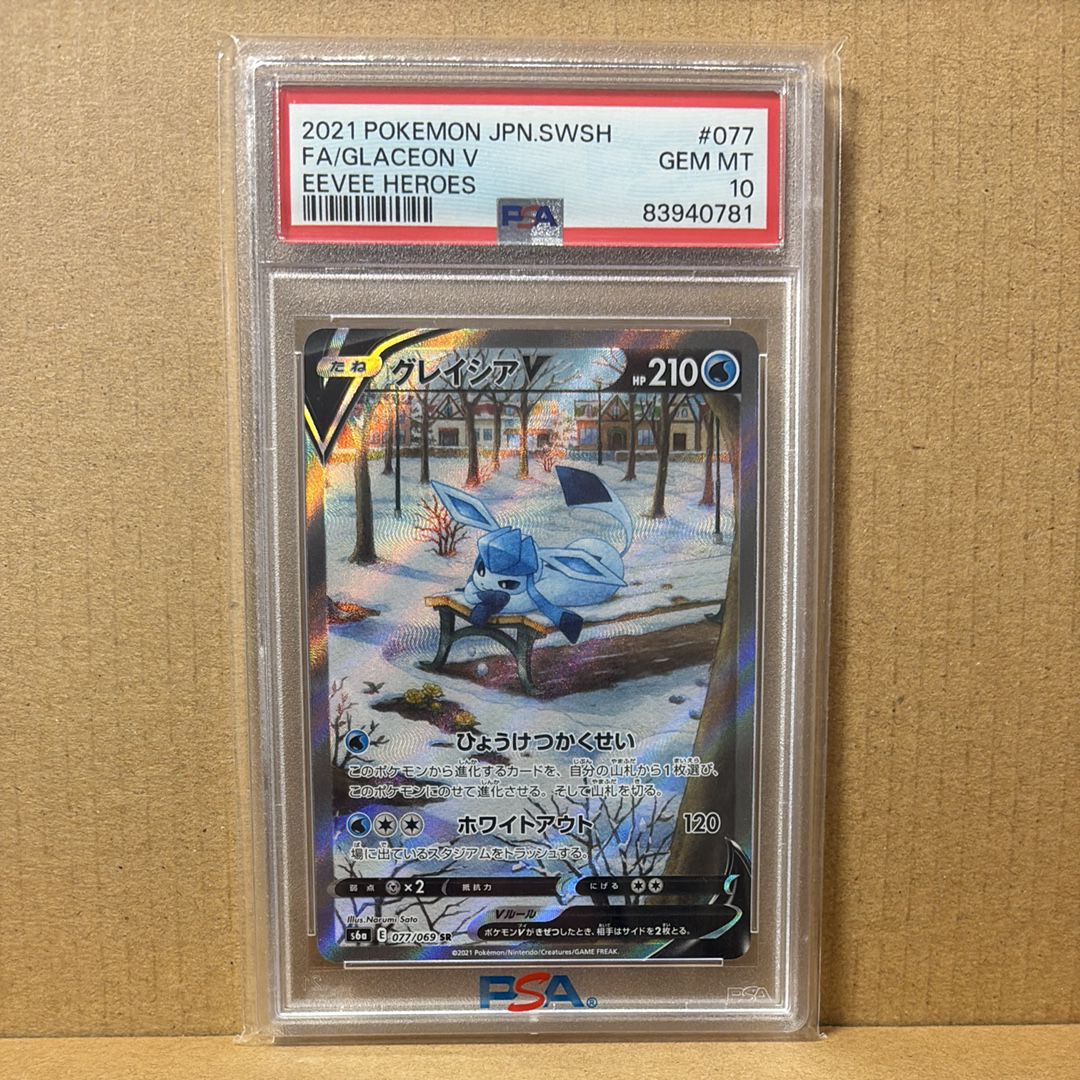 2021 POKEMON JPN.SWSH #077
FA/GLACEON V GEM MT
EEVEE HEROES 10
83940781
PSA
たね グレイシアV HP 210
ひょうけつかくせい
このポケモンから進化するカードを、自分の山札から1枚選び、
このポケモンにのせて進化させる。そして山札を切る。
ホワイトアウト 120
場に出ているスタジアムをトラッシュする。
弱点 ×2 抵抗力 にげる
Illus. Narumi Sato
Vルール
s6a E 077/069 SR
ポケモンVがきぜつしたとき、相手はサイドを2枚とる。
©2021 Pokémon/Nintendo/Creatures/GAME FREAK.
PSA®
PSA